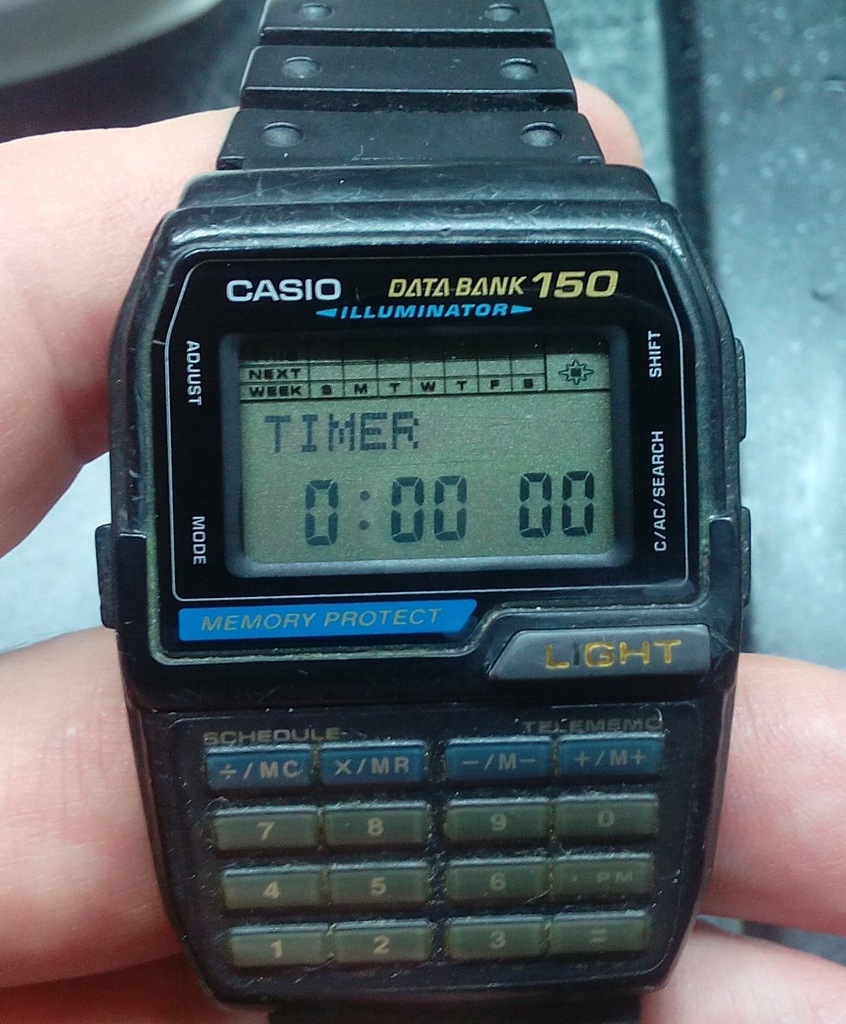 CASIO DATA BANK 150
ILLUMINATOR
ADJUST
SHIFT
NEXT
WEEK S M T W T F S
TIMER
0:00 00
MODE
C/AC/SEARCH
MEMORY PROTECT
LIGHT
SCHEDULE TELEMEMO
÷/MC X/MR -/M- +/M+
7 8 9 0
4 5 6 · PM
1 2 3 =